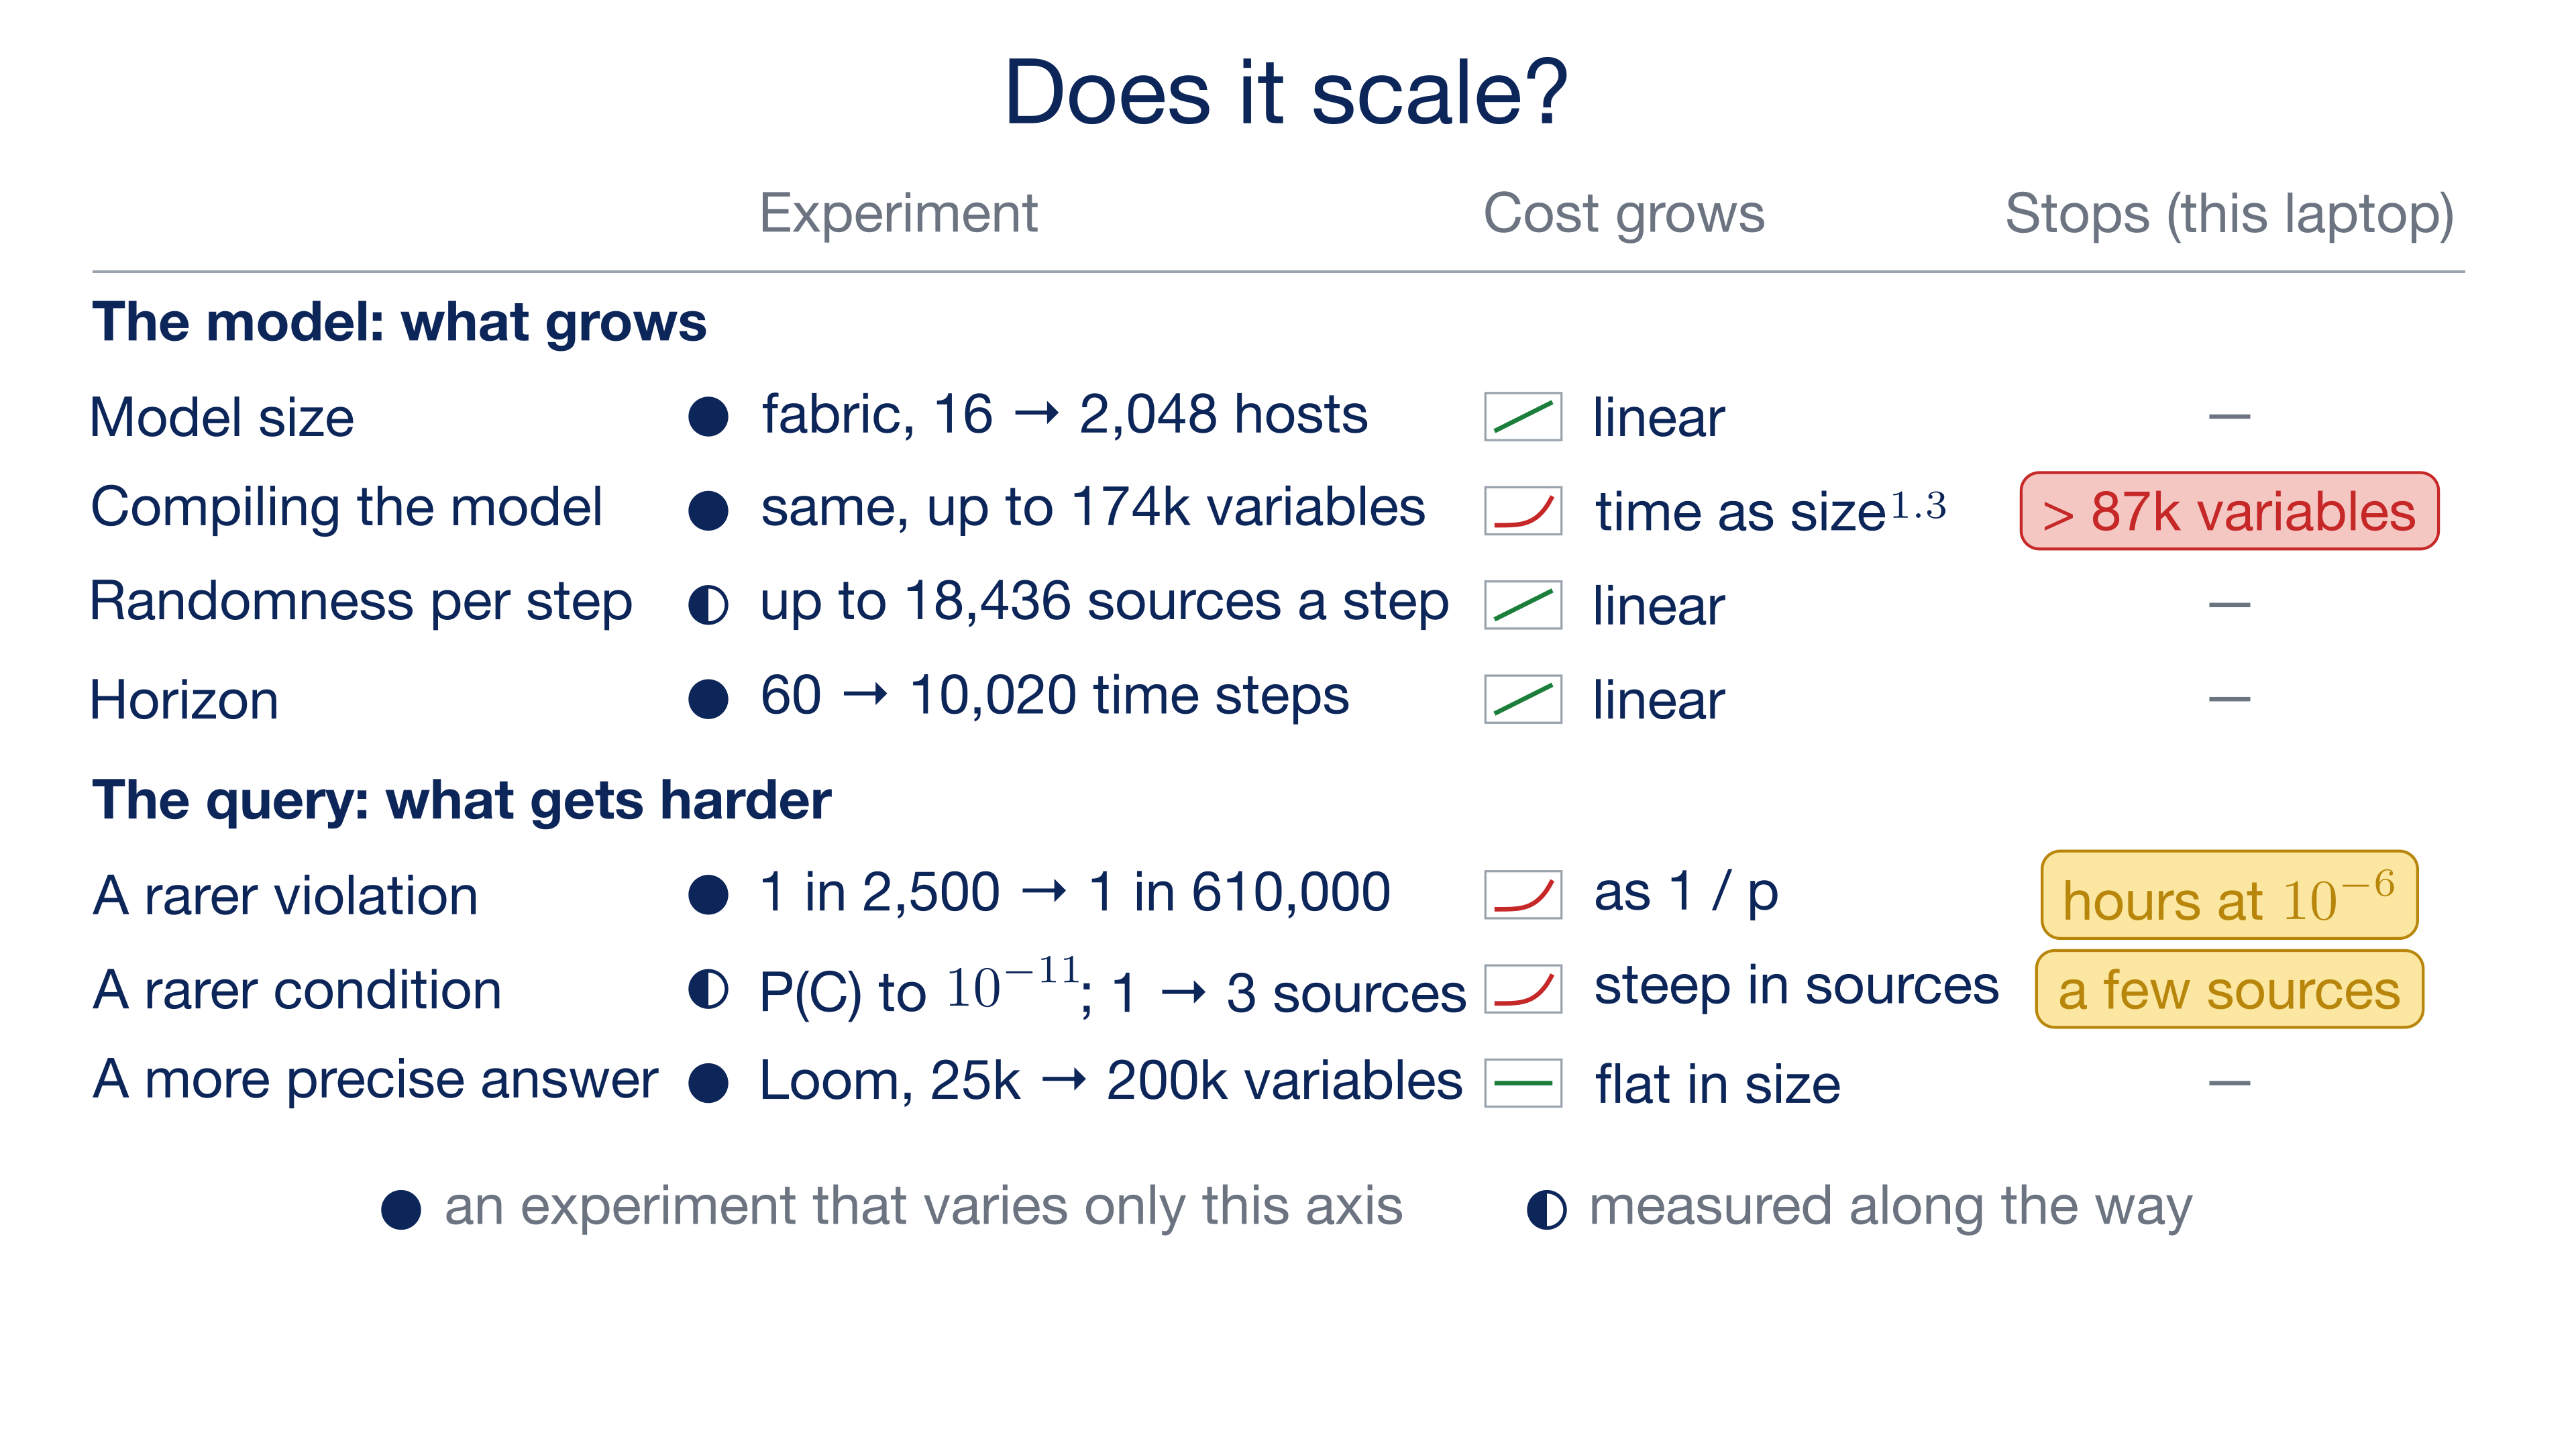 Does it scale?
Experiment Cost grows Stops (this laptop)
The model: what grows
Model size ● fabric, 16 → 2,048 hosts linear —
Compiling the model ● same, up to 174k variables time as size^1.3 > 87k variables
Randomness per step ◐ up to 18,436 sources a step linear —
Horizon ● 60 → 10,020 time steps linear —
The query: what gets harder
A rarer violation ● 1 in 2,500 → 1 in 610,000 as 1 / p hours at 10^−6
A rarer condition ◐ P(C) to 10^−11; 1 → 3 sources steep in sources a few sources
A more precise answer ● Loom, 25k → 200k variables flat in size —
● an experiment that varies only this axis ◐ measured along the way